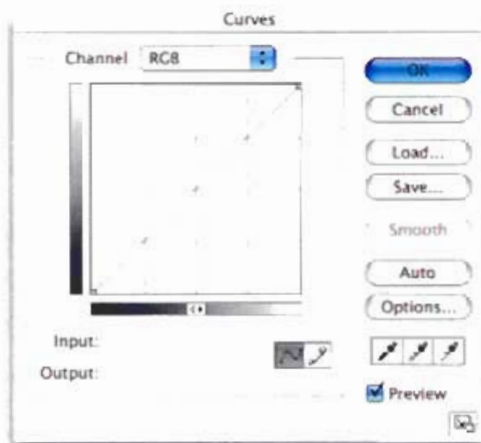 Curves
Channel RGB
OK
Cancel
Load...
Save...
Smooth
Auto
Options...
Input:
Output:
Preview